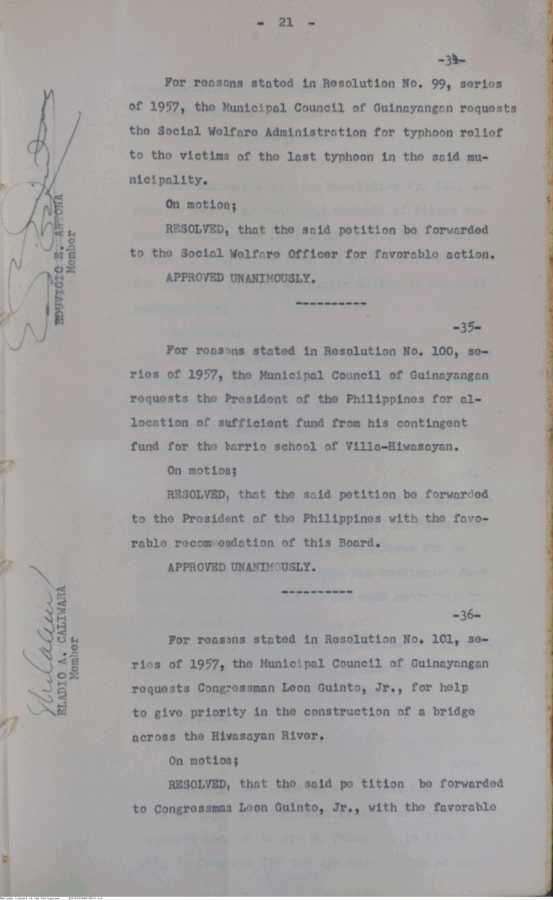 - 21 -
-34-
For reasons stated in Resolution No. 99, series
of 1957, the Municipal Council of Guinayangan requests
the Social Welfare Administration for typhoon relief
to the victims of the last typhoon in the said mu-
nicipality.
On motion;
RESOLVED, that the said petition be forwarded
to the Social Welfare Officer for favorable action.
APPROVED UNANIMOUSLY.
-----------
-35-
For reasons stated in Resolution No. 100, se-
ries of 1957, the Municipal Council of Guinayangan
requests the President of the Philippines for al-
location of sufficient fund from his contingent
fund for the barrio school of Villa-Hiwasayan.
On motion;
RESOLVED, that the said petition be forwarded
to the President of the Philippines with the favo-
rable recommendation of this Board.
APPROVED UNANIMOUSLY.
-----------
-36-
For reasons stated in Resolution No. 101, se-
ries of 1957, the Municipal Council of Guinayangan
requests Congressman Leon Guinto, Jr., for help
to give priority in the construction of a bridge
across the Hiwasayan River.
On motion;
RESOLVED, that the said pe tition be forwarded
to Congressman Leon Guinto, Jr., with the favorable
E. ANTONA
Member
ELADIO A. CALIWARA
Member
National Library of the Philippines